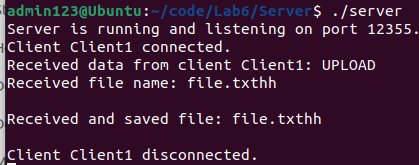 admin123@Ubuntu:~/code/Lab6/Server$ ./server
Server is running and listening on port 12355.
Client Client1 connected.
Received data from client Client1: UPLOAD
Received file name: file.txthh
Received and saved file: file.txthh
Client Client1 disconnected.